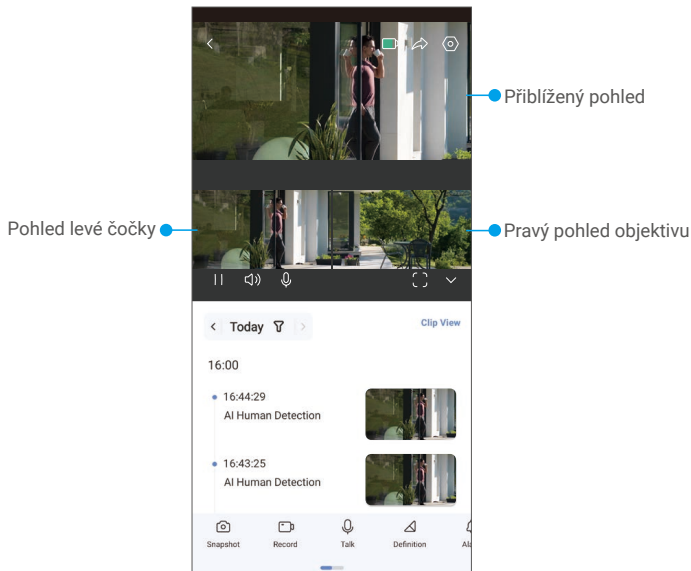 Přiblížený pohled
Pohled levé čočky
Pravý pohled objektivu
Today
Clip View
16:00
16:44:29
AI Human Detection
16:43:25
AI Human Detection
Snapshot
Record
Talk
Definition